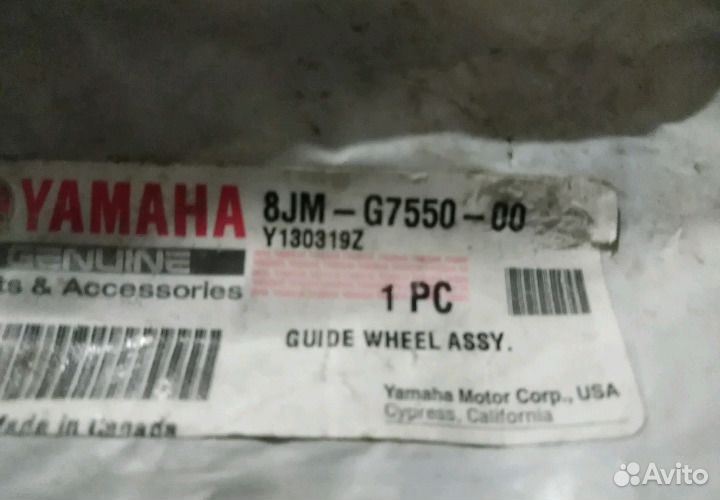 YAMAHA 8JM-G7550-00
Y130319Z
GENUINE
ts & Accessories
1 PC
GUIDE WHEEL ASSY.
Yamaha Motor Corp., USA
Cypress, California
Made in Canada
Avito